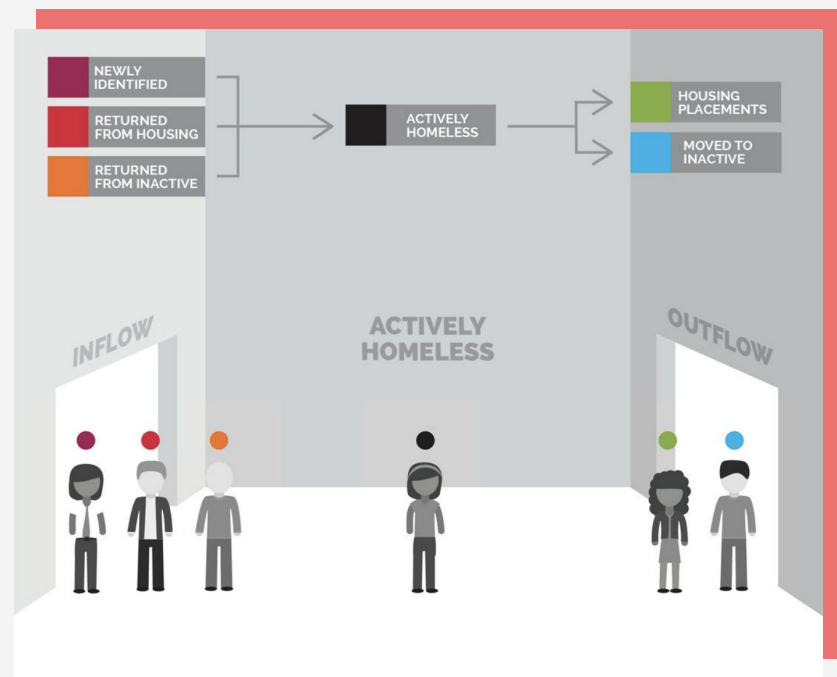 NEWLY
IDENTIFIED
RETURNED
FROM HOUSING
RETURNED
FROM INACTIVE
ACTIVELY
HOMELESS
HOUSING
PLACEMENTS
MOVED TO
INACTIVE
INFLOW
ACTIVELY
HOMELESS
OUTFLOW